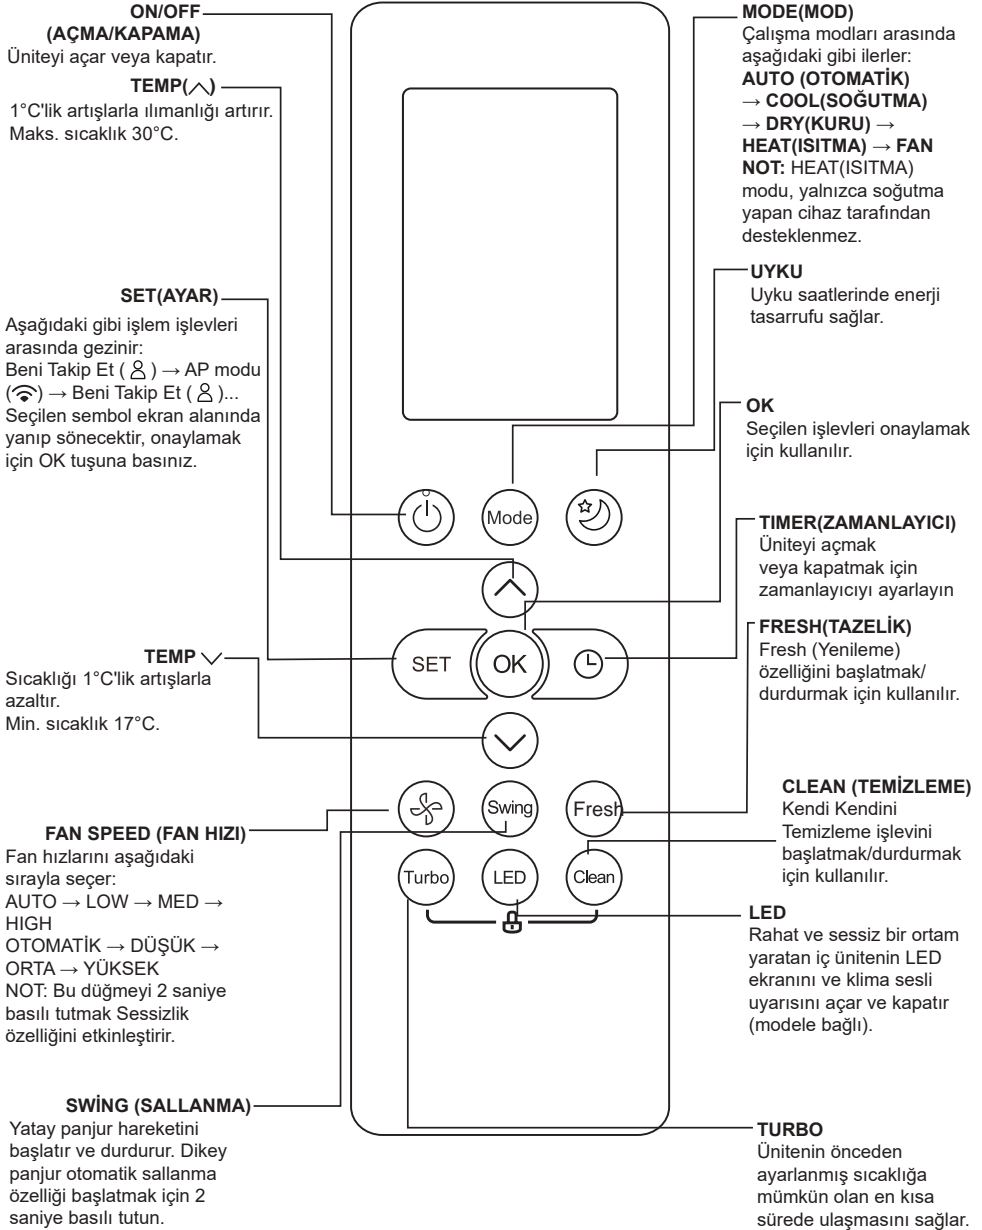 ON/OFF
(AÇMA/KAPAMA)
Üniteyi açar veya kapatır.
TEMP(︿)
1°C'lik artışlarla ılımanlığı artırır.
Maks. sıcaklık 30°C.
SET(AYAR)
Aşağıdaki gibi işlem işlevleri
arasında gezinir:
Beni Takip Et ( ) → AP modu
( ) → Beni Takip Et ( )...
Seçilen sembol ekran alanında
yanıp sönecektir, onaylamak
için OK tuşuna basınız.
TEMP ﹀
Sıcaklığı 1°C'lik artışlarla
azaltır.
Min. sıcaklık 17°C.
FAN SPEED (FAN HIZI)
Fan hızlarını aşağıdaki
sırayla seçer:
AUTO → LOW → MED →
HIGH
OTOMATİK → DÜŞÜK →
ORTA → YÜKSEK
NOT: Bu düğmeyi 2 saniye
basılı tutmak Sessizlik
özelliğini etkinleştirir.
SWİNG (SALLANMA)
Yatay panjur hareketini
başlatır ve durdurur. Dikey
panjur otomatik sallanma
özelliği başlatmak için 2
saniye basılı tutun.
Mode
SET
OK
Swing
Fresh
Turbo
LED
Clean
MODE(MOD)
Çalışma modları arasında
aşağıdaki gibi ilerler:
AUTO (OTOMATİK)
→ COOL(SOĞUTMA)
→ DRY(KURU) →
HEAT(ISITMA) → FAN
NOT: HEAT(ISITMA)
modu, yalnızca soğutma
yapan cihaz tarafından
desteklenmez.
UYKU
Uyku saatlerinde enerji
tasarrufu sağlar.
OK
Seçilen işlevleri onaylamak
için kullanılır.
TIMER(ZAMANLAYICI)
Üniteyi açmak
veya kapatmak için
zamanlayıcıyı ayarlayın
FRESH(TAZELİK)
Fresh (Yenileme)
özelliğini başlatmak/
durdurmak için kullanılır.
CLEAN (TEMİZLEME)
Kendi Kendini
Temizleme işlevini
başlatmak/durdurmak
için kullanılır.
LED
Rahat ve sessiz bir ortam
yaratan iç ünitenin LED
ekranını ve klima sesli
uyarısını açar ve kapatır
(modele bağlı).
TURBO
Ünitenin önceden
ayarlanmış sıcaklığa
mümkün olan en kısa
sürede ulaşmasını sağlar.